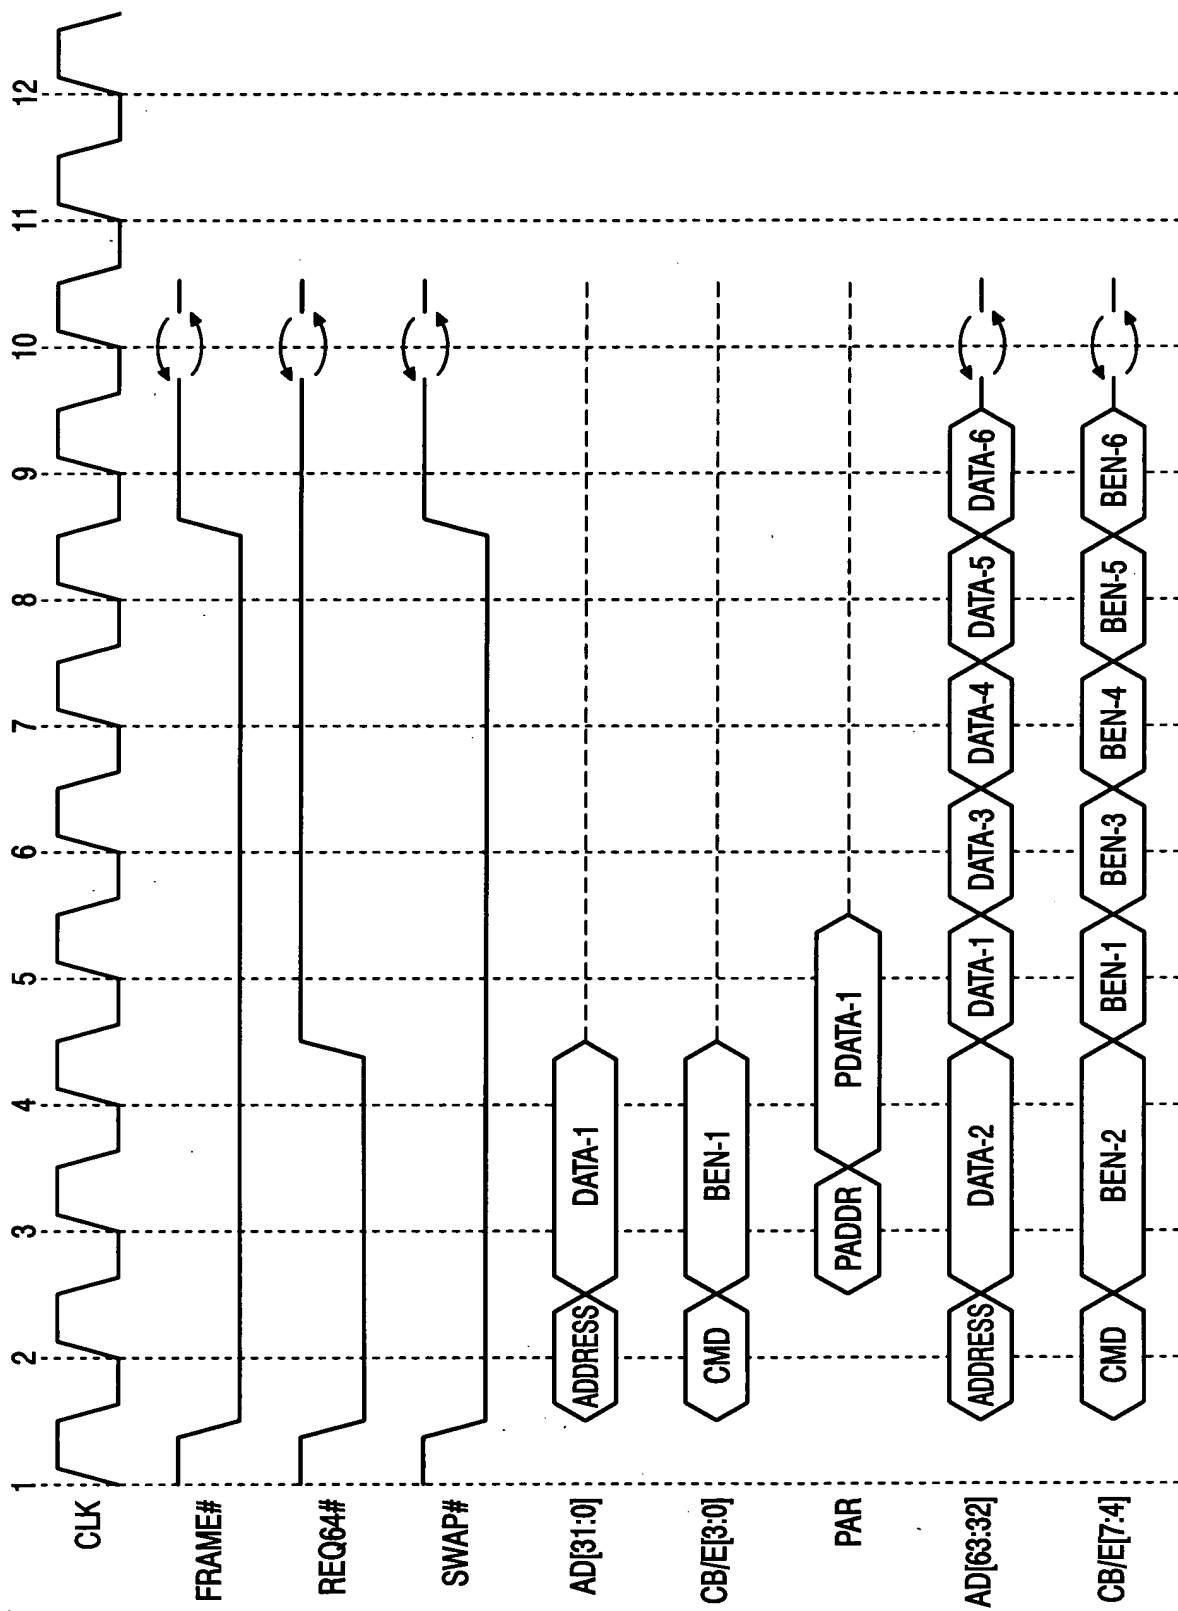 1 2 3 4 5 6 7 8 9 10 11 12
CLK
FRAME#
REQ64#
SWAP#
AD[31:0] ADDRESS DATA-1
CB/E[3:0] CMD BEN-1
PAR PADDR PDATA-1
AD[63:32] ADDRESS DATA-2 DATA-1 DATA-3 DATA-4 DATA-5 DATA-6
CB/E[7:4] CMD BEN-2 BEN-1 BEN-3 BEN-4 BEN-5 BEN-6